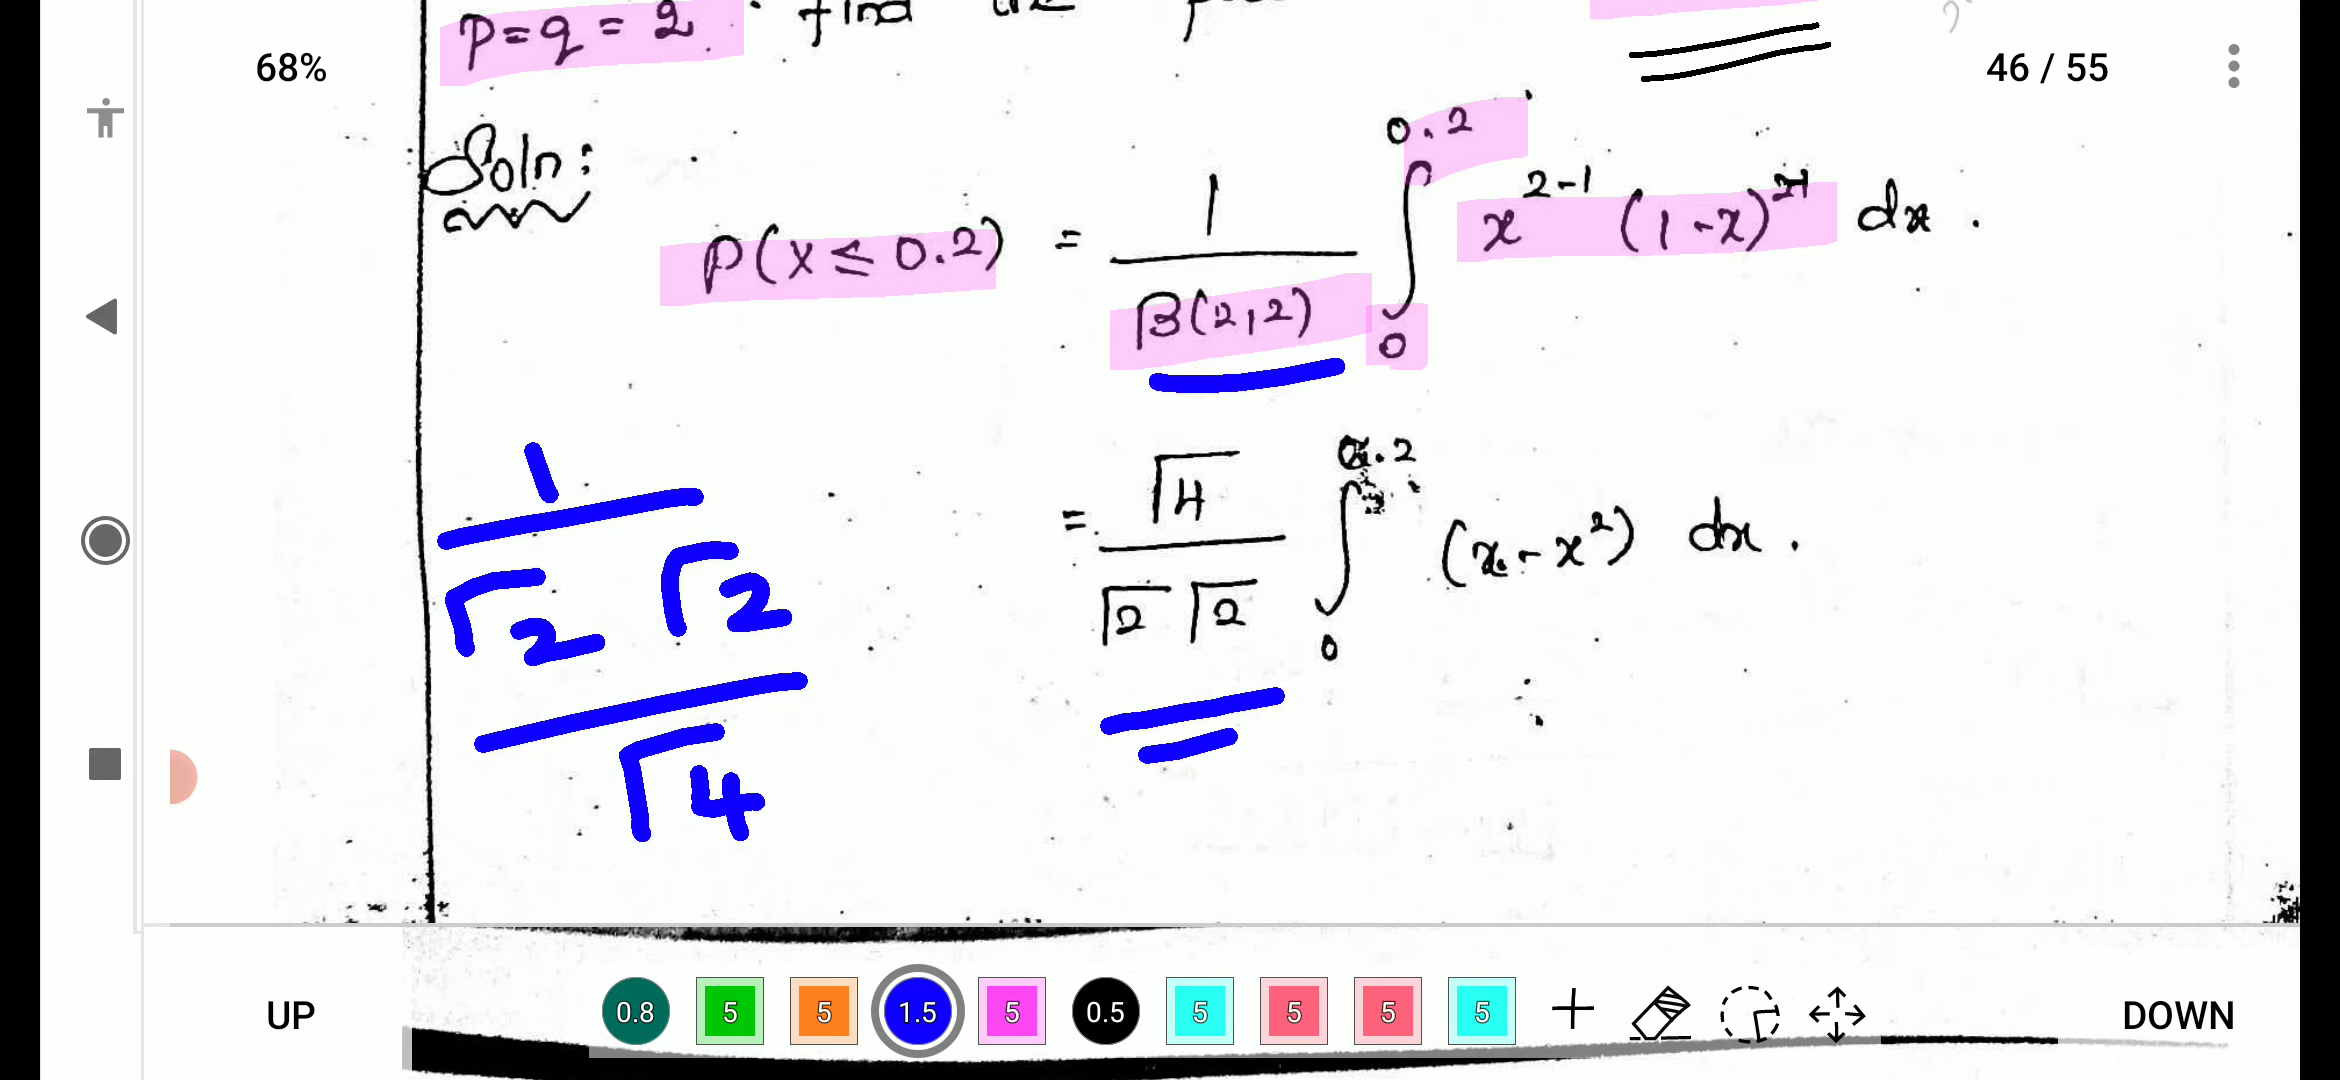 p=q = 2. find the
68%
46 / 55
Soln:
P(X ≤ 0.2) = 1 / β(2,2) ∫₀^0.2 x^2-1 (1-x)^2-1 dx.
= Γ4 / Γ2 Γ2 ∫₀^0.2 (x - x²) dx.
1
Γ2 Γ2
Γ4
UP 0.8 5 5 1.5 5 0.5 5 5 5 5 DOWN